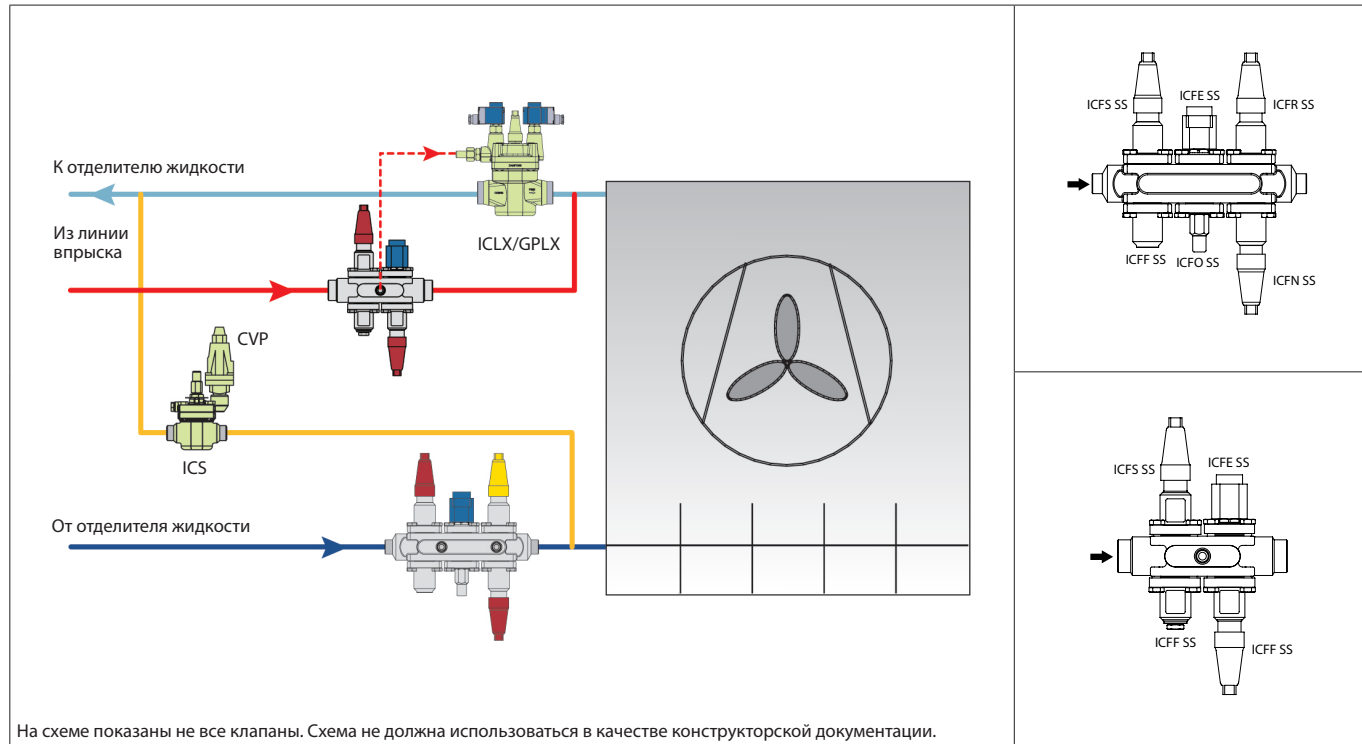 К отделителю жидкости
Из линии
впрыска
ICLX/GPLX
CVP
ICS
От отделителя жидкости
На схеме показаны не все клапаны. Схема не должна использоваться в качестве конструкторской документации.
ICFS SS
ICFE SS
ICFR SS
ICFF SS
ICFO SS
ICFN SS
ICFS SS
ICFE SS
ICFF SS
ICFF SS